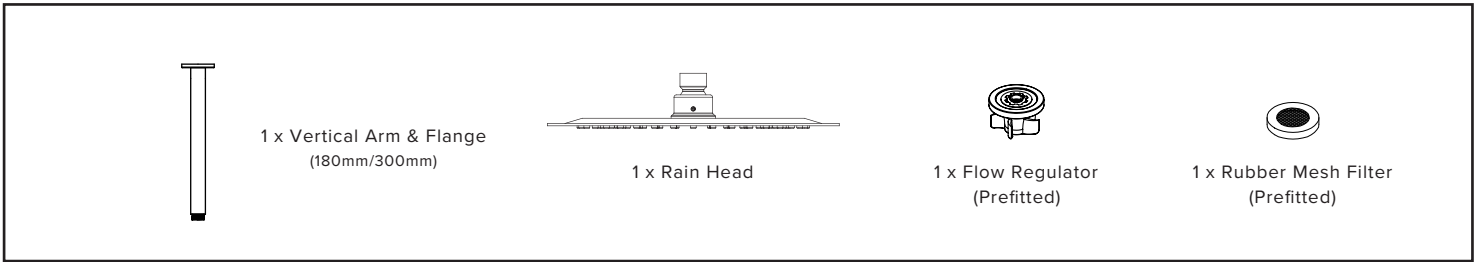 1 x Vertical Arm & Flange
(180mm/300mm)
1 x Rain Head
1 x Flow Regulator
(Prefitted)
1 x Rubber Mesh Filter
(Prefitted)